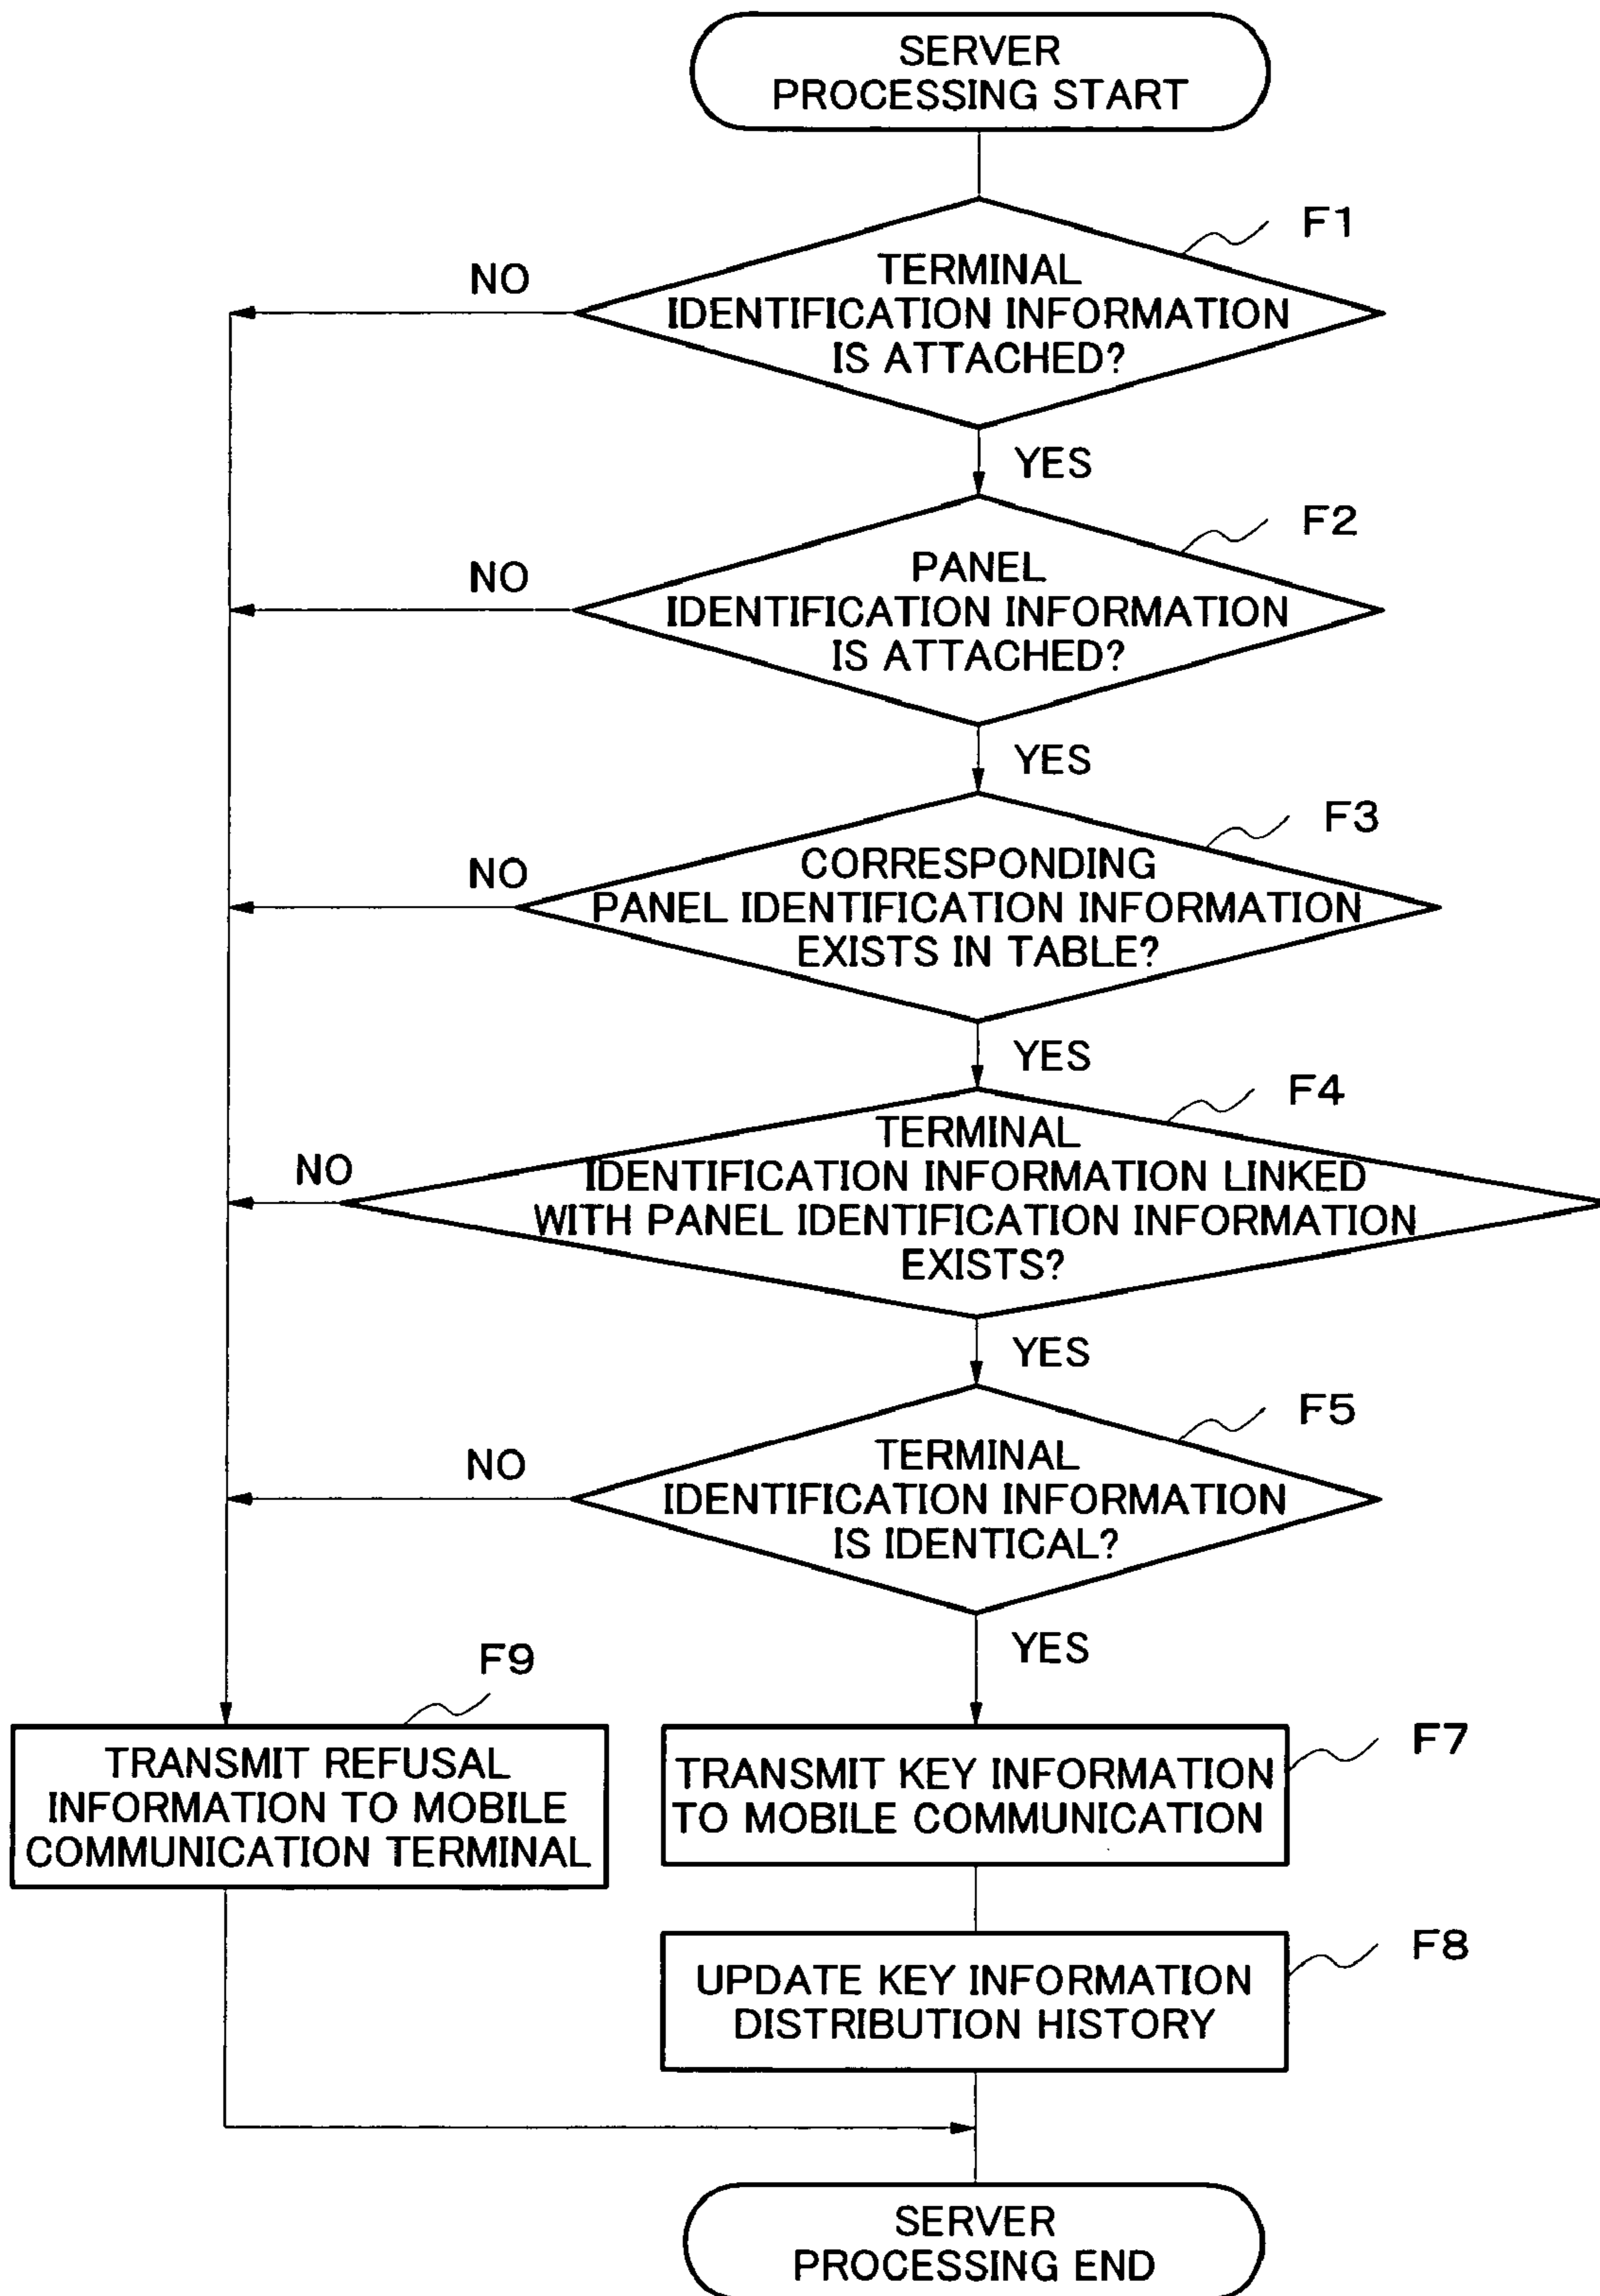 SERVER
PROCESSING START
F1
NO
TERMINAL
IDENTIFICATION INFORMATION
IS ATTACHED?
YES
F2
NO
PANEL
IDENTIFICATION INFORMATION
IS ATTACHED?
YES
F3
NO
CORRESPONDING
PANEL IDENTIFICATION INFORMATION
EXISTS IN TABLE?
YES
F4
NO
TERMINAL
IDENTIFICATION INFORMATION LINKED
WITH PANEL IDENTIFICATION INFORMATION
EXISTS?
YES
F5
NO
TERMINAL
IDENTIFICATION INFORMATION
IS IDENTICAL?
YES
F9
TRANSMIT REFUSAL
INFORMATION TO MOBILE
COMMUNICATION TERMINAL
F7
TRANSMIT KEY INFORMATION
TO MOBILE COMMUNICATION
F8
UPDATE KEY INFORMATION
DISTRIBUTION HISTORY
SERVER
PROCESSING END